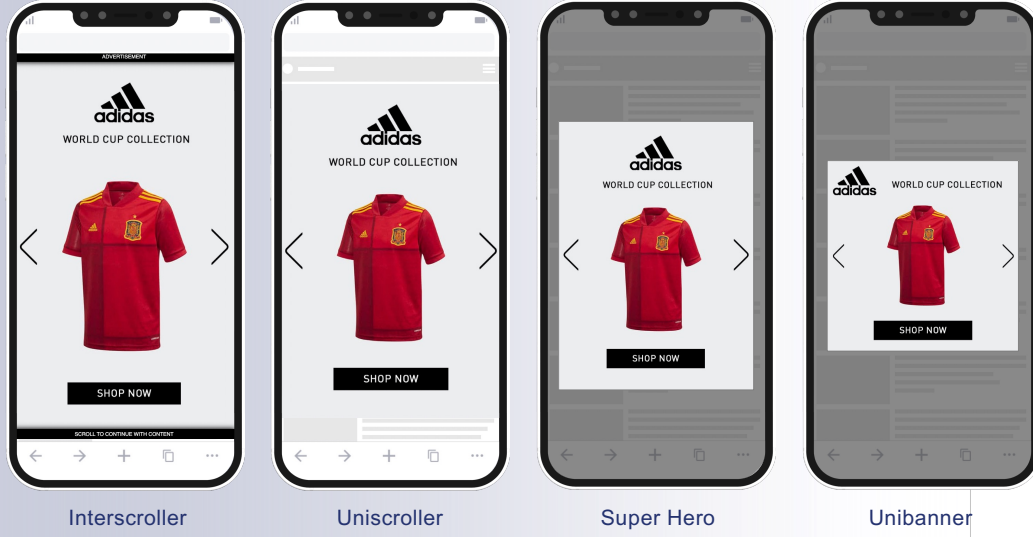 ADVERTISEMENT
adidas
WORLD CUP COLLECTION
SHOP NOW
SCROLL TO CONTINUE WITH CONTENT
Interscroller
adidas
WORLD CUP COLLECTION
SHOP NOW
Uniscroller
adidas
WORLD CUP COLLECTION
SHOP NOW
Super Hero
adidas
WORLD CUP COLLECTION
SHOP NOW
Unibanner